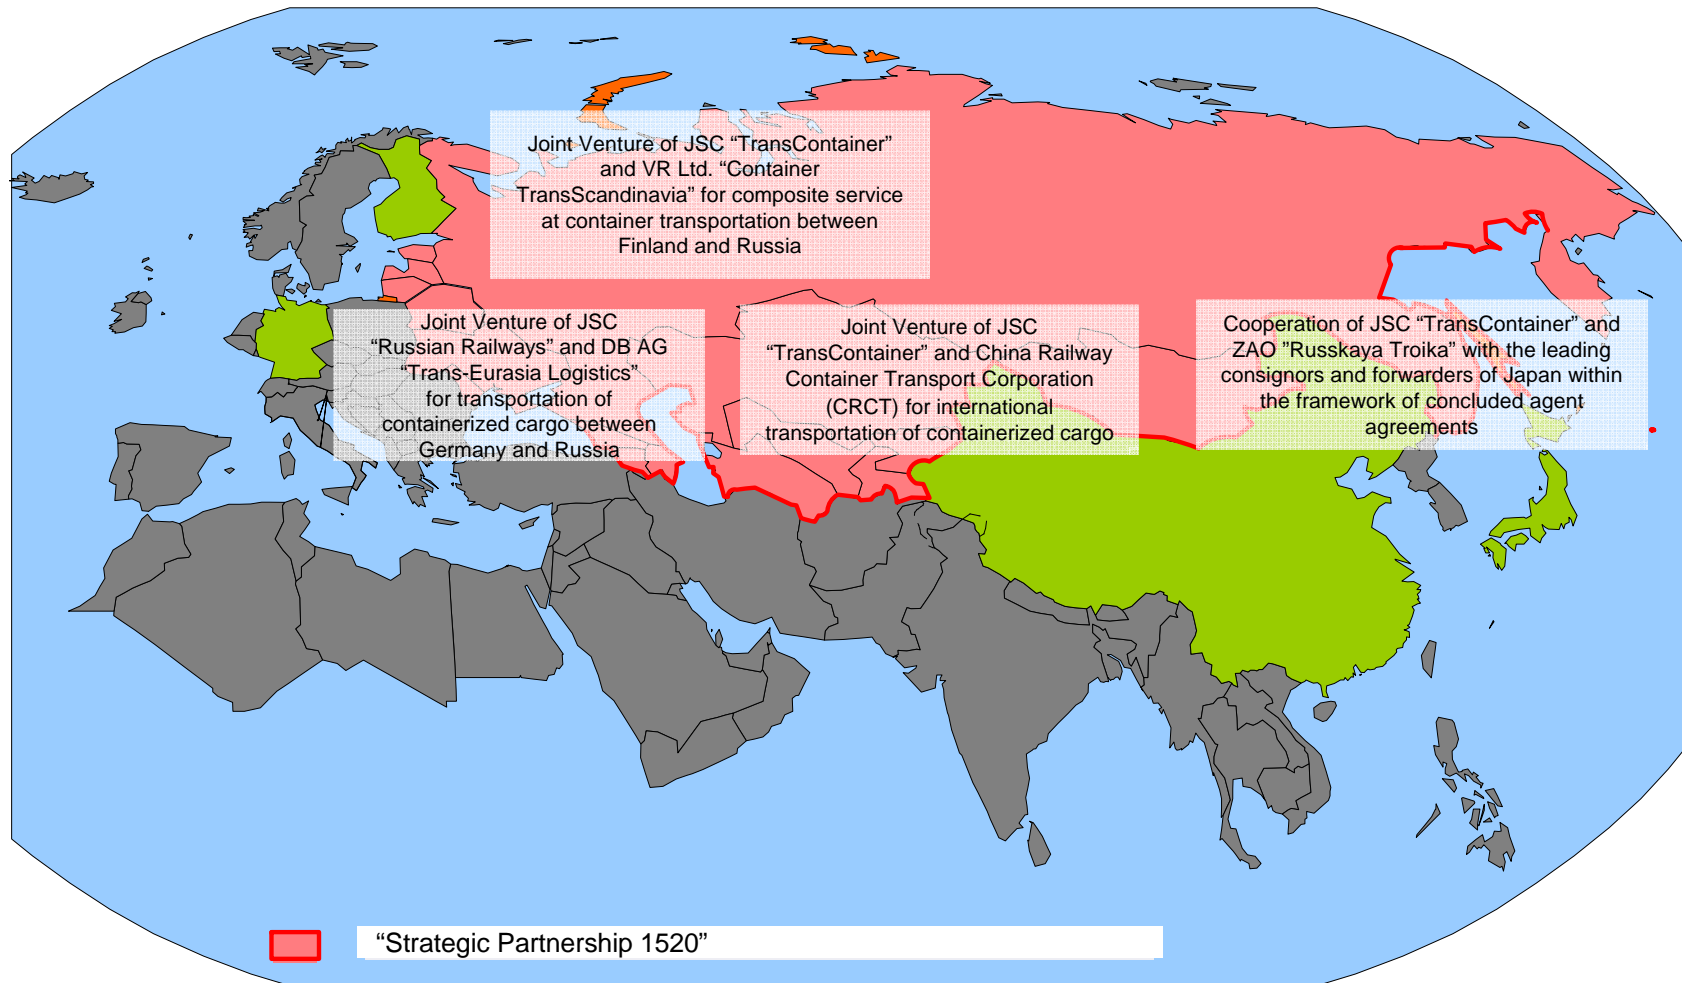 Joint Venture of JSC “TransContainer”
and VR Ltd. “Container
TransScandinavia” for composite service
at container transportation between
Finland and Russia
Joint Venture of JSC
“Russian Railways” and DB AG
“Trans-Eurasia Logistics”
for transportation of
containerized cargo between
Germany and Russia
Joint Venture of JSC
“TransContainer” and China Railway
Container Transport Corporation
(CRCT) for international
transportation of containerized cargo
Cooperation of JSC “TransContainer” and
ZAO "Russkaya Troika” with the leading
consignors and forwarders of Japan within
the framework of concluded agent
agreements
“Strategic Partnership 1520”